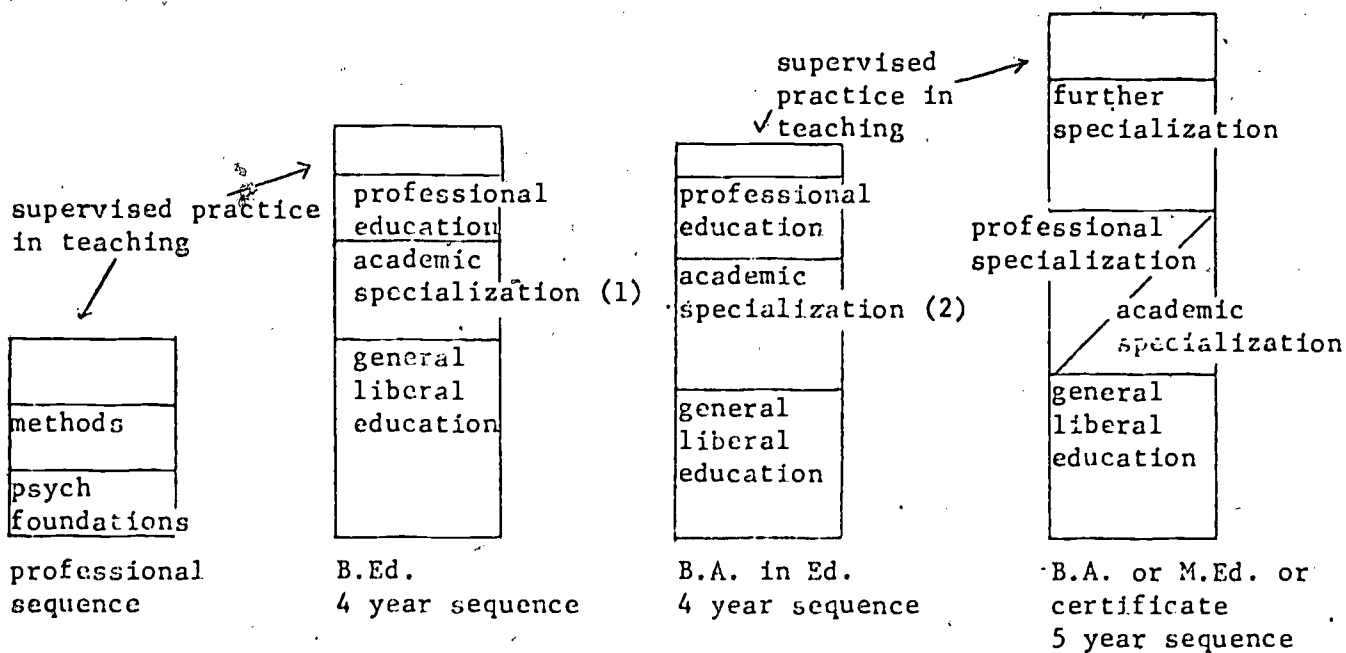 supervised practice
in teaching
methods
psych
foundations
professional
sequence
professional
education
academic
specialization (1)
general
liberal
education
B.Ed.
4 year sequence
supervised
practice in
teaching
professional
education
academic
specialization (2)
general
liberal
education
B.A. in Ed.
4 year sequence
further
specialization
professional
specialization
academic
specialization
general
liberal
education
B.A. or M.Ed. or
certificate
5 year sequence